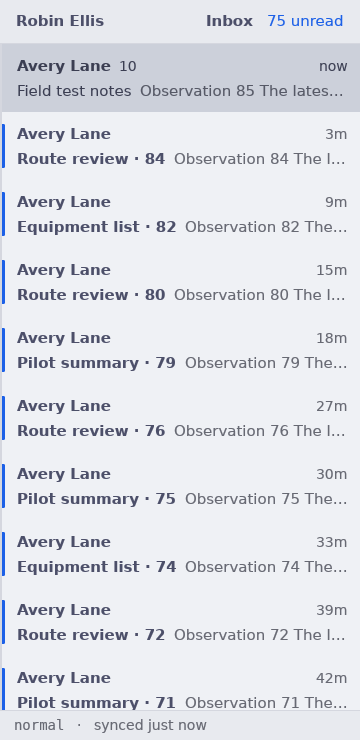 Robin Ellis Inbox 75 unread
Avery Lane 10 now
Field test notes Observation 85 The lates…
Avery Lane 3m
Route review · 84 Observation 84 The l…
Avery Lane 9m
Equipment list · 82 Observation 82 The…
Avery Lane 15m
Route review · 80 Observation 80 The l…
Avery Lane 18m
Pilot summary · 79 Observation 79 The…
Avery Lane 27m
Route review · 76 Observation 76 The l…
Avery Lane 30m
Pilot summary · 75 Observation 75 The…
Avery Lane 33m
Equipment list · 74 Observation 74 The…
Avery Lane 39m
Route review · 72 Observation 72 The l…
Avery Lane 42m
Pilot summary · 71 Observation 71 The…
normal · synced just now